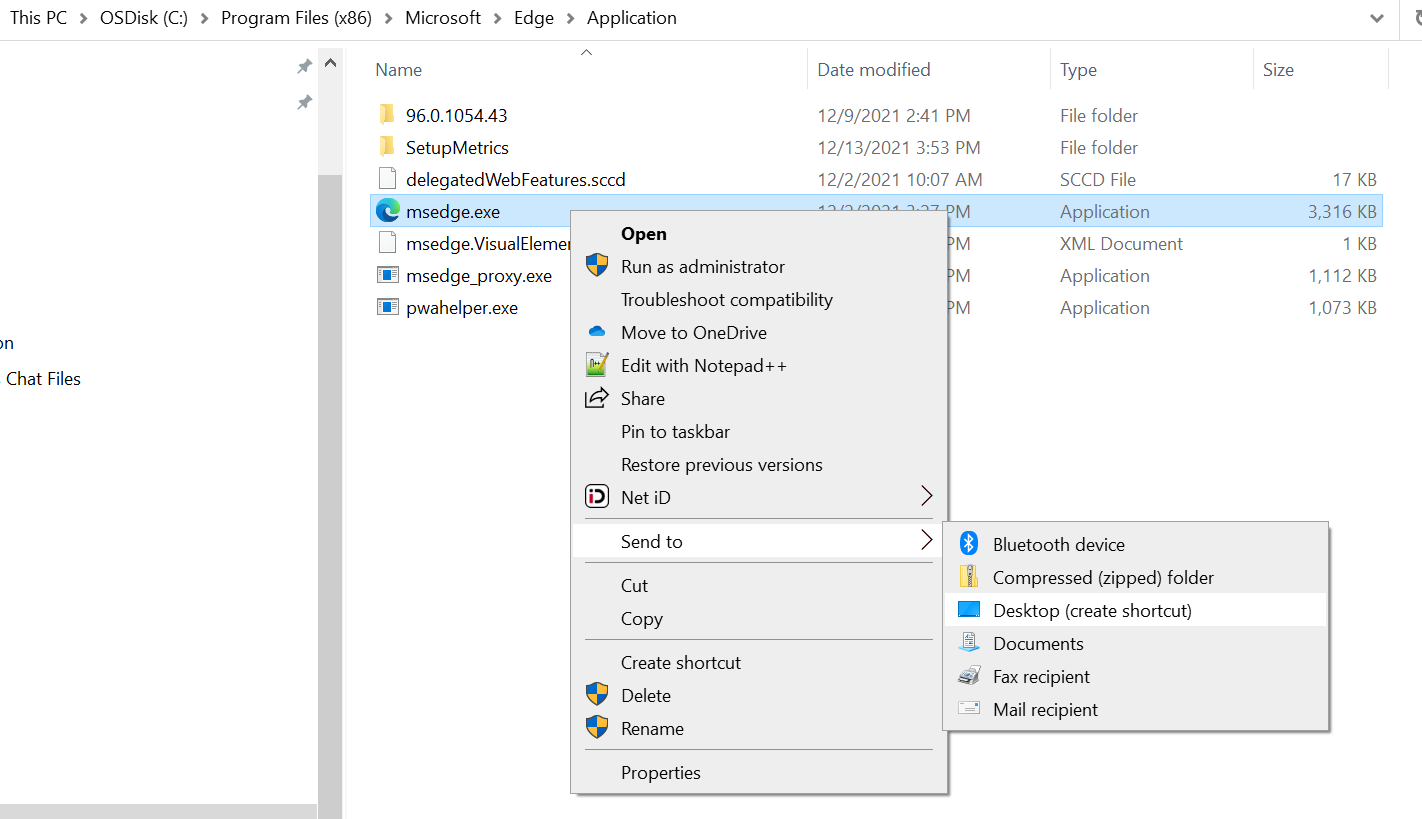 This PC > OSDisk (C:) > Program Files (x86) > Microsoft > Edge > Application
Name Date modified Type Size
96.0.1054.43 12/9/2021 2:41 PM File folder
SetupMetrics 12/13/2021 3:53 PM File folder
delegatedWebFeatures.sccd 12/2/2021 10:07 AM SCCD File 17 KB
msedge.exe PM Application 3,316 KB
msedge.VisualElemen PM XML Document 1 KB
msedge_proxy.exe PM Application 1,112 KB
pwahelper.exe PM Application 1,073 KB
on
Chat Files
Open
Run as administrator
Troubleshoot compatibility
Move to OneDrive
Edit with Notepad++
Share
Pin to taskbar
Restore previous versions
Net iD
Send to
Cut
Copy
Create shortcut
Delete
Rename
Properties
Bluetooth device
Compressed (zipped) folder
Desktop (create shortcut)
Documents
Fax recipient
Mail recipient